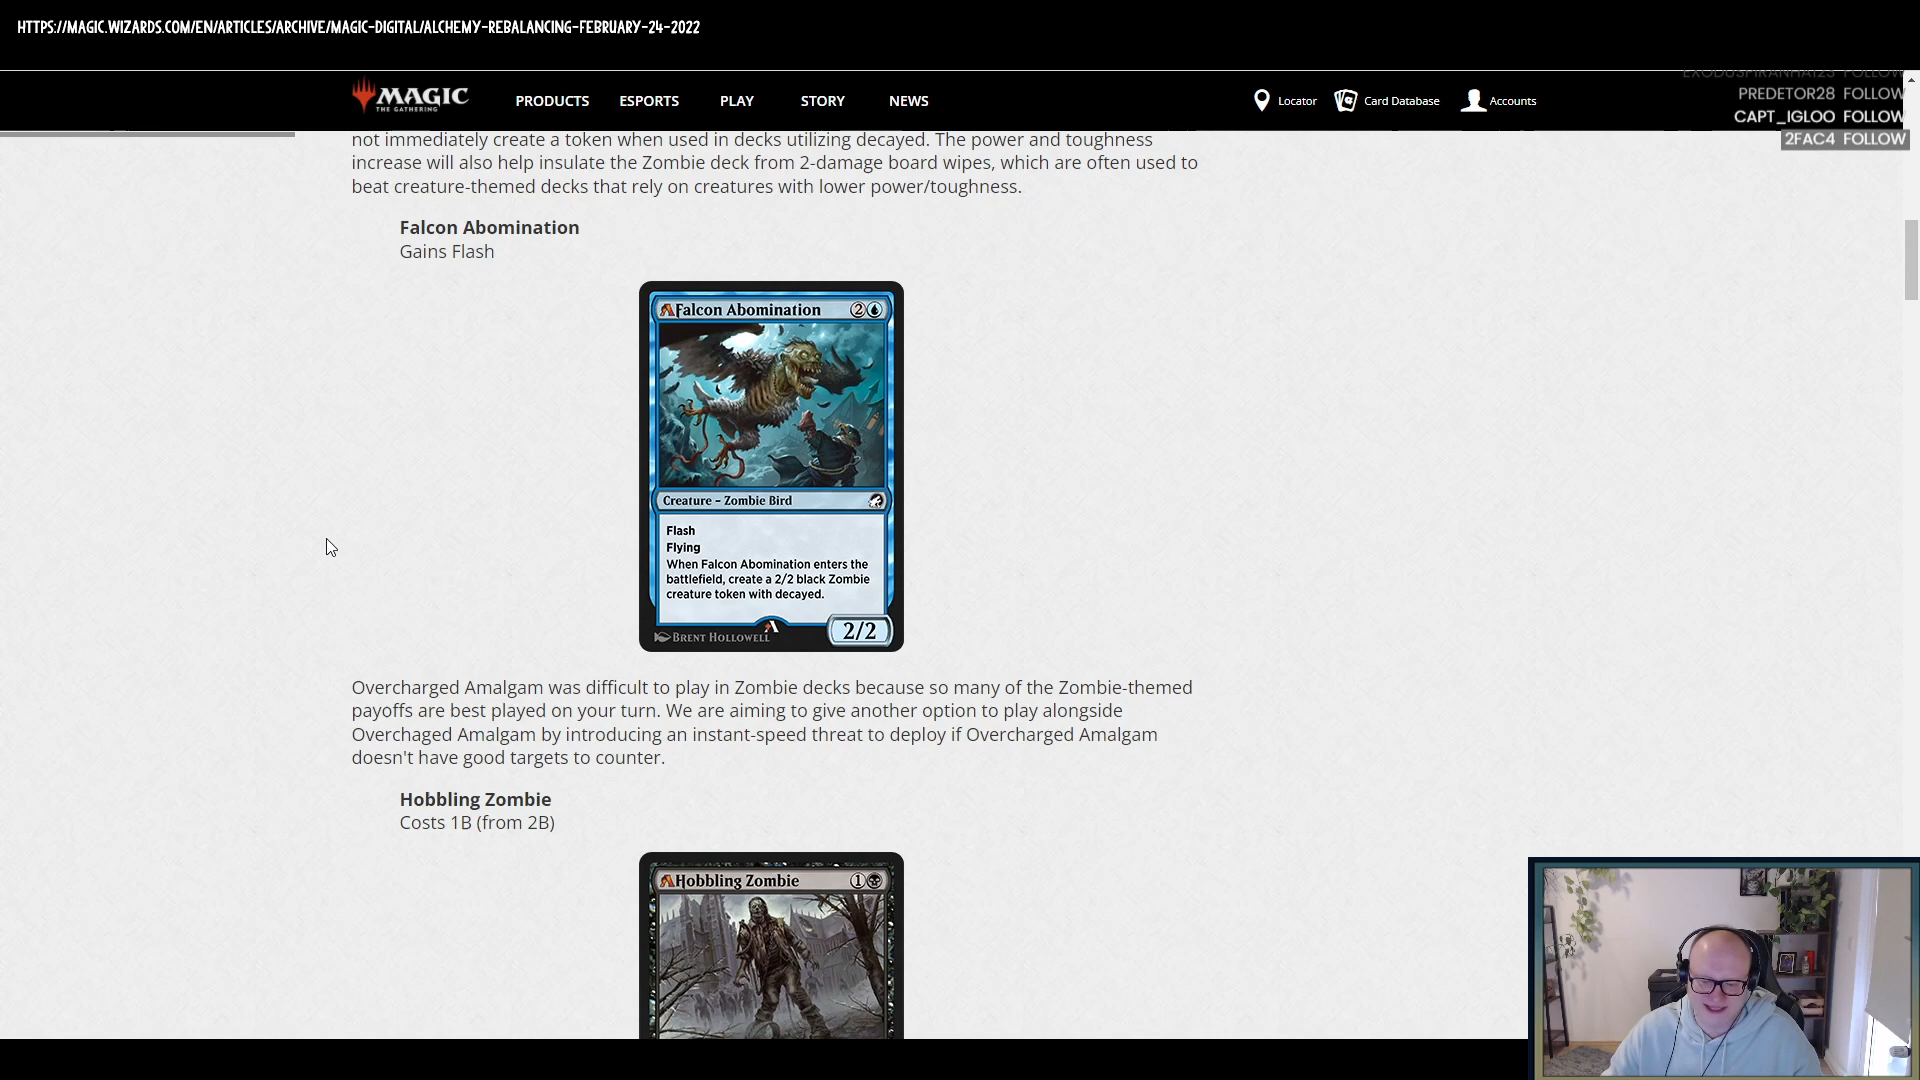 HTTPS://MAGIC.WIZARDS.COM/EN/ARTICLES/ARCHIVE/MAGIC-DIGITAL/ALCHEMY-REBALANCING-FEBRUARY-24-2022
EXODUSPIRANHA123 FOLLOW
MAGIC
THE GATHERING
PRODUCTS
ESPORTS
PLAY
STORY
NEWS
Locator
Card Database
Accounts
PREDETOR28 FOLLOW
CAPT_IGLOO FOLLOW
2FAC4 FOLLOW
not immediately create a token when used in decks utilizing decayed. The power and toughness
increase will also help insulate the Zombie deck from 2-damage board wipes, which are often used to
beat creature-themed decks that rely on creatures with lower power/toughness.
Falcon Abomination
Gains Flash
Falcon Abomination 2
Creature – Zombie Bird
Flash
Flying
When Falcon Abomination enters the
battlefield, create a 2/2 black Zombie
creature token with decayed.
2/2
BRENT HOLLOWELL
Overcharged Amalgam was difficult to play in Zombie decks because so many of the Zombie-themed
payoffs are best played on your turn. We are aiming to give another option to play alongside
Overchaged Amalgam by introducing an instant-speed threat to deploy if Overcharged Amalgam
doesn't have good targets to counter.
Hobbling Zombie
Costs 1B (from 2B)
Hobbling Zombie 1